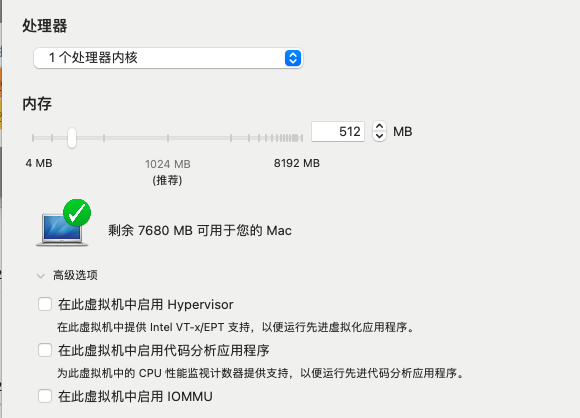 处理器
1 个处理器内核
内存
512 MB
4 MB 1024 MB 8192 MB
(推荐)
剩余 7680 MB 可用于您的 Mac
高级选项
在此虚拟机中启用 Hypervisor
在此虚拟机中提供 Intel VT-x/EPT 支持，以便运行先进虚拟化应用程序。
在此虚拟机中启用代码分析应用程序
为此虚拟机中的 CPU 性能监视计数器提供支持，以便运行先进代码分析应用程序。
在此虚拟机中启用 IOMMU